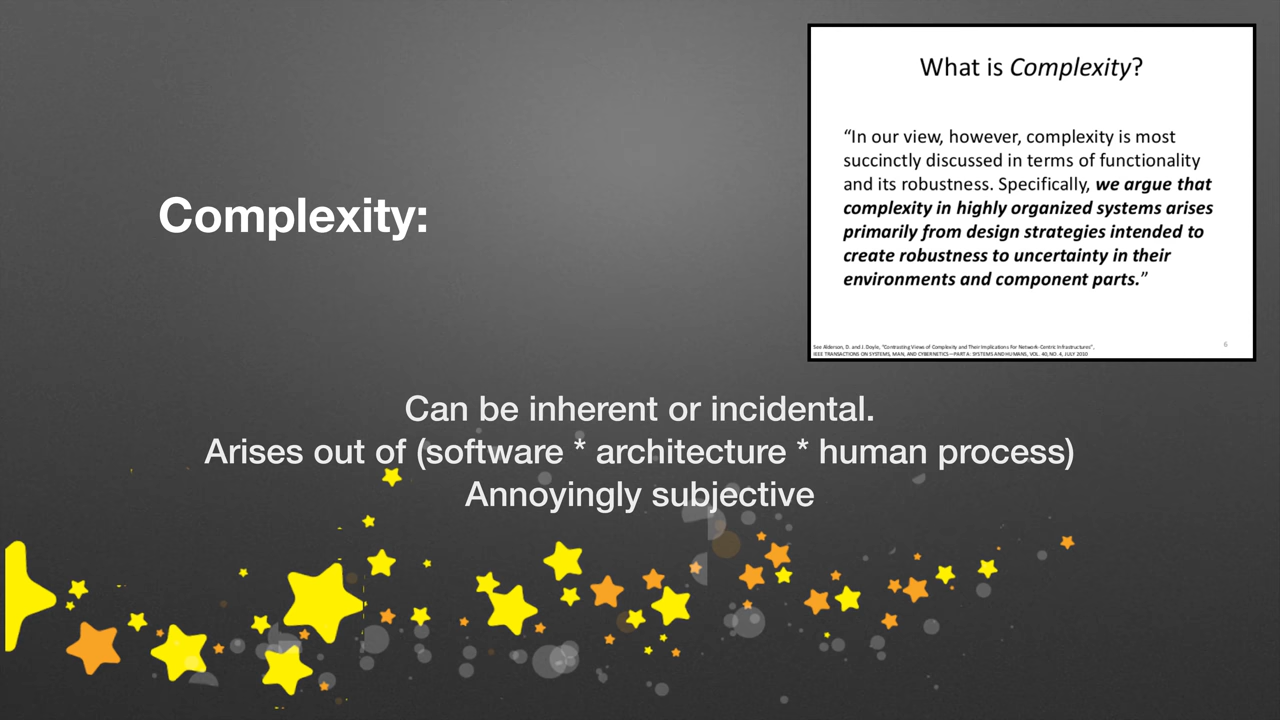 What is Complexity?
“In our view, however, complexity is most
succinctly discussed in terms of functionality
and its robustness. Specifically, we argue that
complexity in highly organized systems arises
primarily from design strategies intended to
create robustness to uncertainty in their
environments and component parts.”
See Alderson, D. and J. Doyle, “Contrasting Views of Complexity and Their Implications For Network-Centric Infrastructures”,
IEEE TRANSACTIONS ON SYSTEMS, MAN, AND CYBERNETICS—PART A: SYSTEMS AND HUMANS, VOL. 40, NO. 4, JULY 2010
6
Complexity:
Can be inherent or incidental.
Arises out of (software * architecture * human process)
Annoyingly subjective